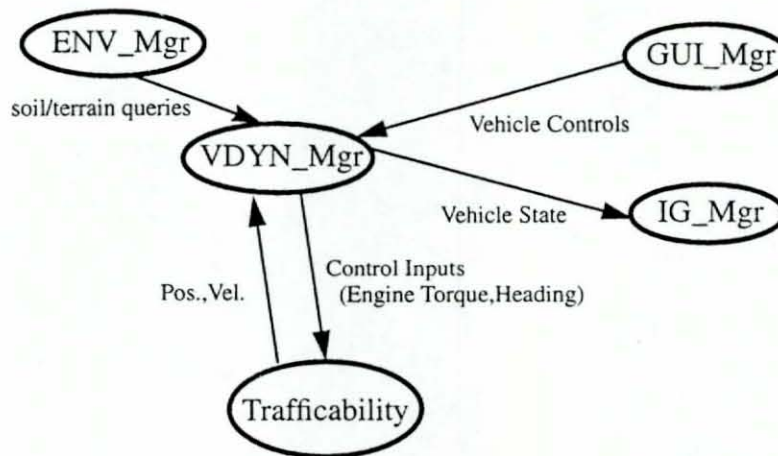 ENV_Mgr
GUI_Mgr
soil/terrain queries
Vehicle Controls
VDYN_Mgr
Vehicle State
IG_Mgr
Control Inputs
(Engine Torque,Heading)
Pos.,Vel.
Trafficability